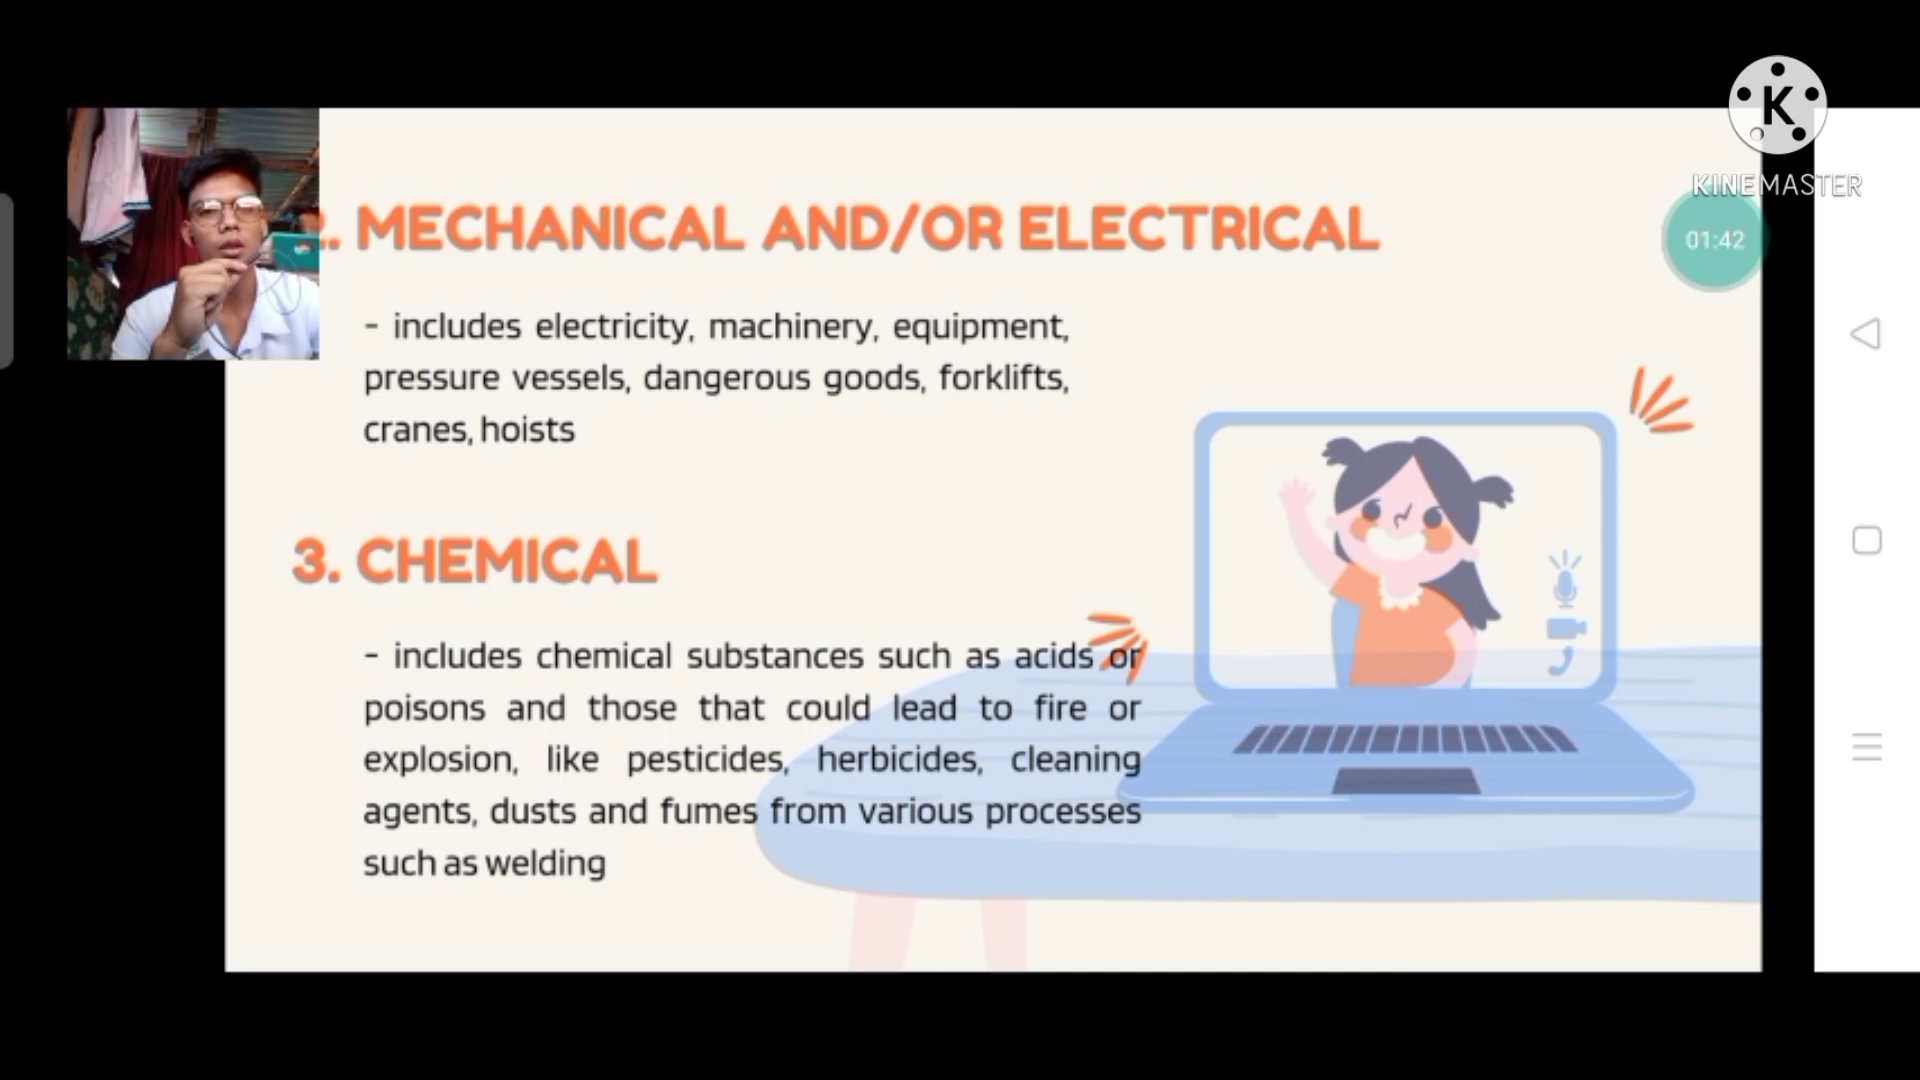 2. MECHANICAL AND/OR ELECTRICAL
- includes electricity, machinery, equipment,
pressure vessels, dangerous goods, forklifts,
cranes, hoists
3. CHEMICAL
- includes chemical substances such as acids or
poisons and those that could lead to fire or
explosion, like pesticides, herbicides, cleaning
agents, dusts and fumes from various processes
such as welding
K
KINEMASTER
01:42